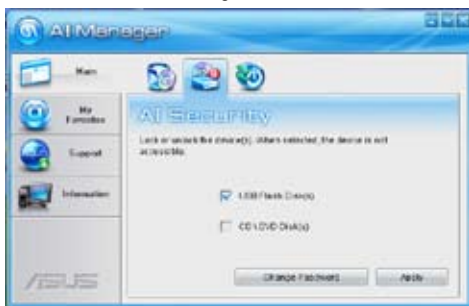 AI Manager
Main
My
Favorites
Support
Information
AI Security
Lock or unlock the device(s). When selected, the device is not
accessible.
USB Flash Disk(s)
CD\DVD Disk(s)
Change Password
Apply
ASUS